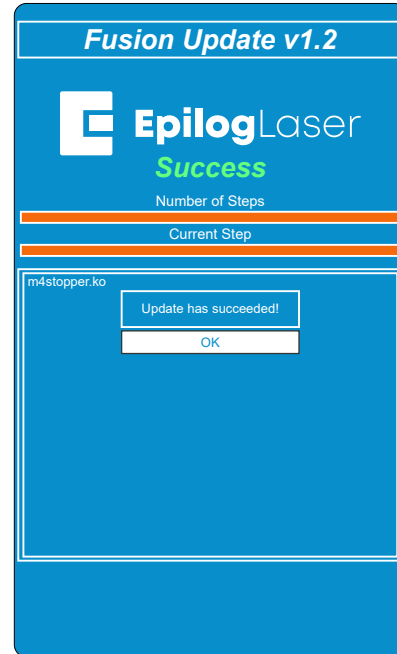 Fusion Update v1.2
EpilogLaser
Success
Number of Steps
Current Step
m4stopper.ko
Update has succeeded!
OK